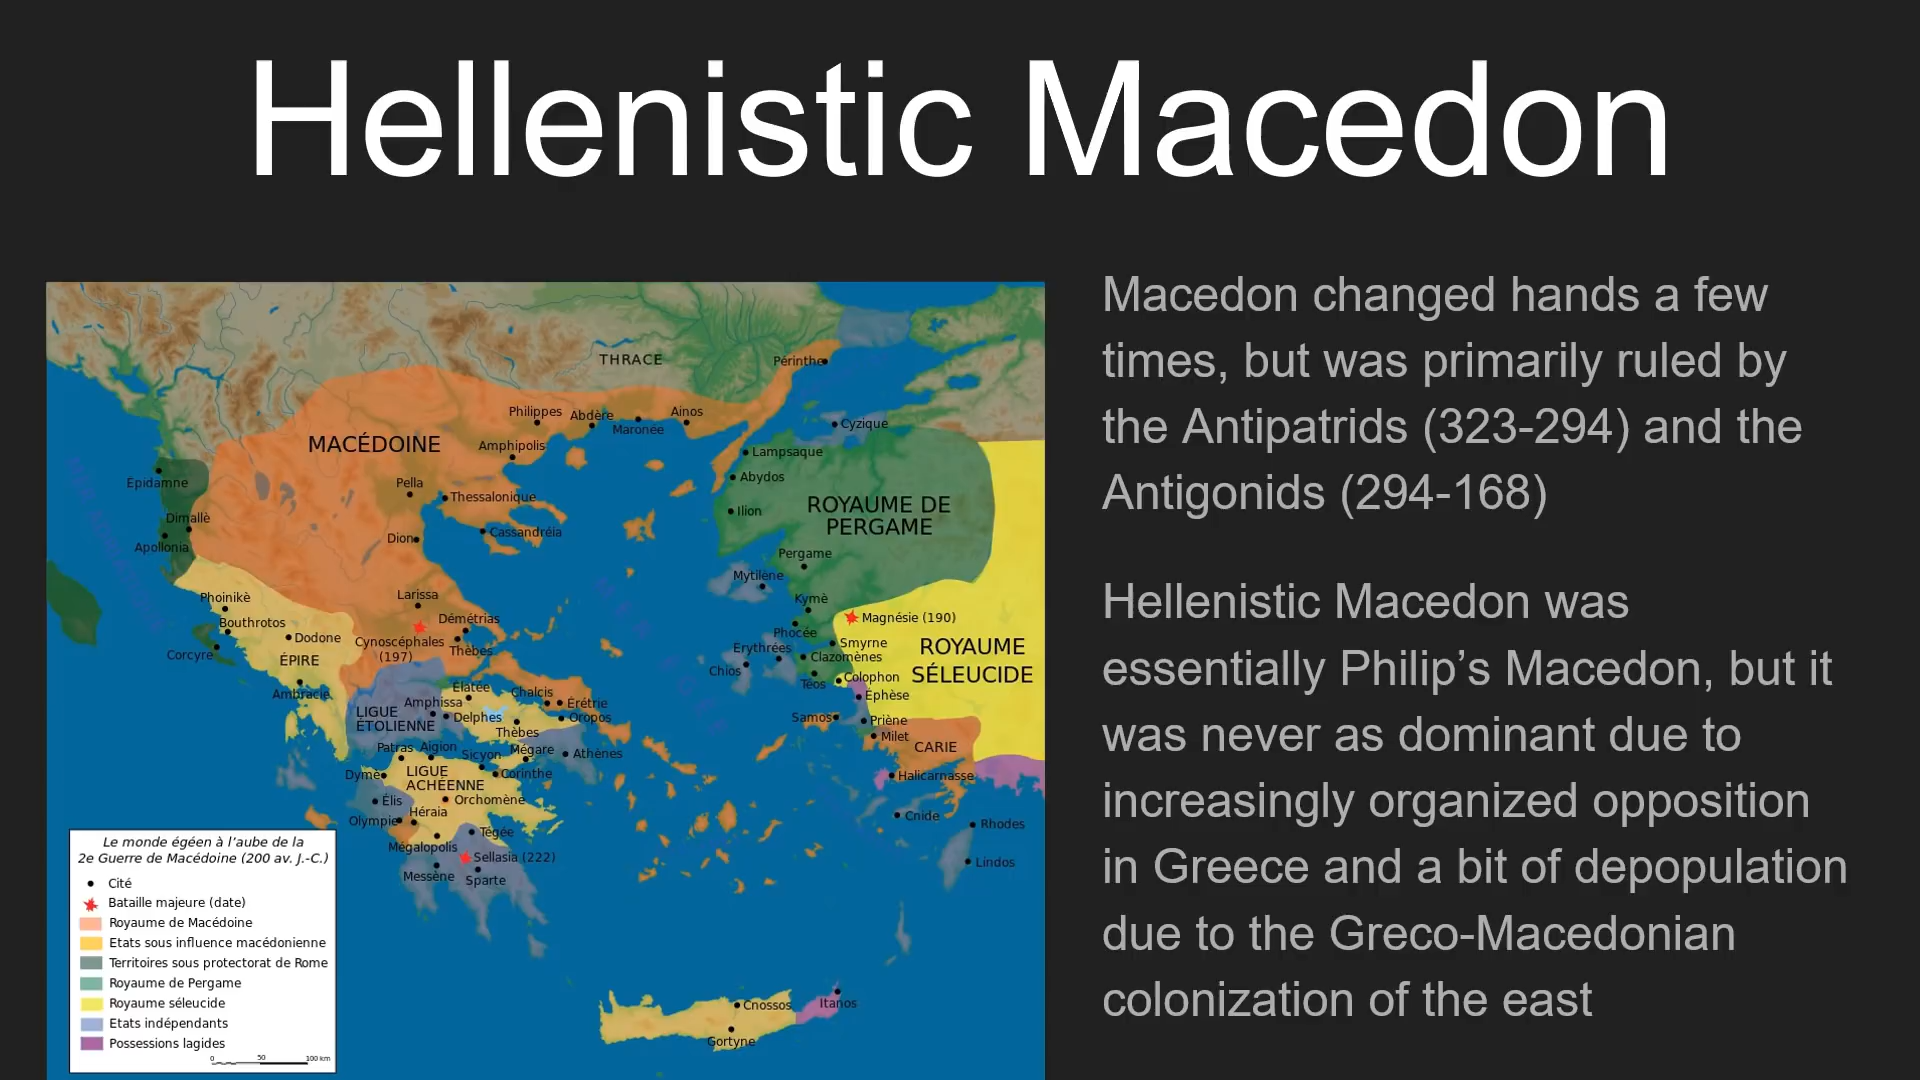 Hellenistic Macedon
Macedon changed hands a few
times, but was primarily ruled by
the Antipatrids (323-294) and the
Antigonids (294-168)
Hellenistic Macedon was
essentially Philip’s Macedon, but it
was never as dominant due to
increasingly organized opposition
in Greece and a bit of depopulation
due to the Greco-Macedonian
colonization of the east
THRACE
Périnthe
Philippes
Abdère
Ainos
Maronée
Cyzique
MACÉDOINE
Amphipolis
Lampsaque
Épidamne
Pella
Thessalonique
Abydos
ROYAUME DE
PERGAME
Ilion
Dimallè
Apollonia
Dion
Cassandréia
Pergame
Mytilène
Phoinikè
Larissa
Kymè
Bouthrotos
Démétrias
Magnésie (190)
Dodone
Cynoscéphales
(197)
Thèbes
Phocée
Smyrne
ROYAUME
SÉLEUCIDE
Corcyre
ÉPIRE
Erythrées
Clazomènes
Chios
Téos
Colophon
Ambracie
Élatée
Chalcis
Érétrie
Éphèse
Amphissa
LIGUE
ÉTOLIENNE
Delphes
Oropos
Samos
Priène
Thèbes
Milet
Patras
Aigion
Sicyon
Mégare
Athènes
CARIE
Dymé
LIGUE
ACHÉENNE
Corinthe
Halicarnasse
Élis
Orchomène
Olympie
Héraia
Cnide
Rhodes
Tégée
Mégalopolis
Sellasia (222)
Lindos
Messène
Sparte
Cnossos
Itanos
Gortyne
MER ADRIATIQUE
MER
ÉGÉE
Le monde égéen à l’aube de la
2e Guerre de Macédoine (200 av. J.-C.)
Cité
Bataille majeure (date)
Royaume de Macédoine
Etats sous influence macédonienne
Territoires sous protectorat de Rome
Royaume de Pergame
Royaume séleucide
Etats indépendants
Possessions lagides
0 50 100 km